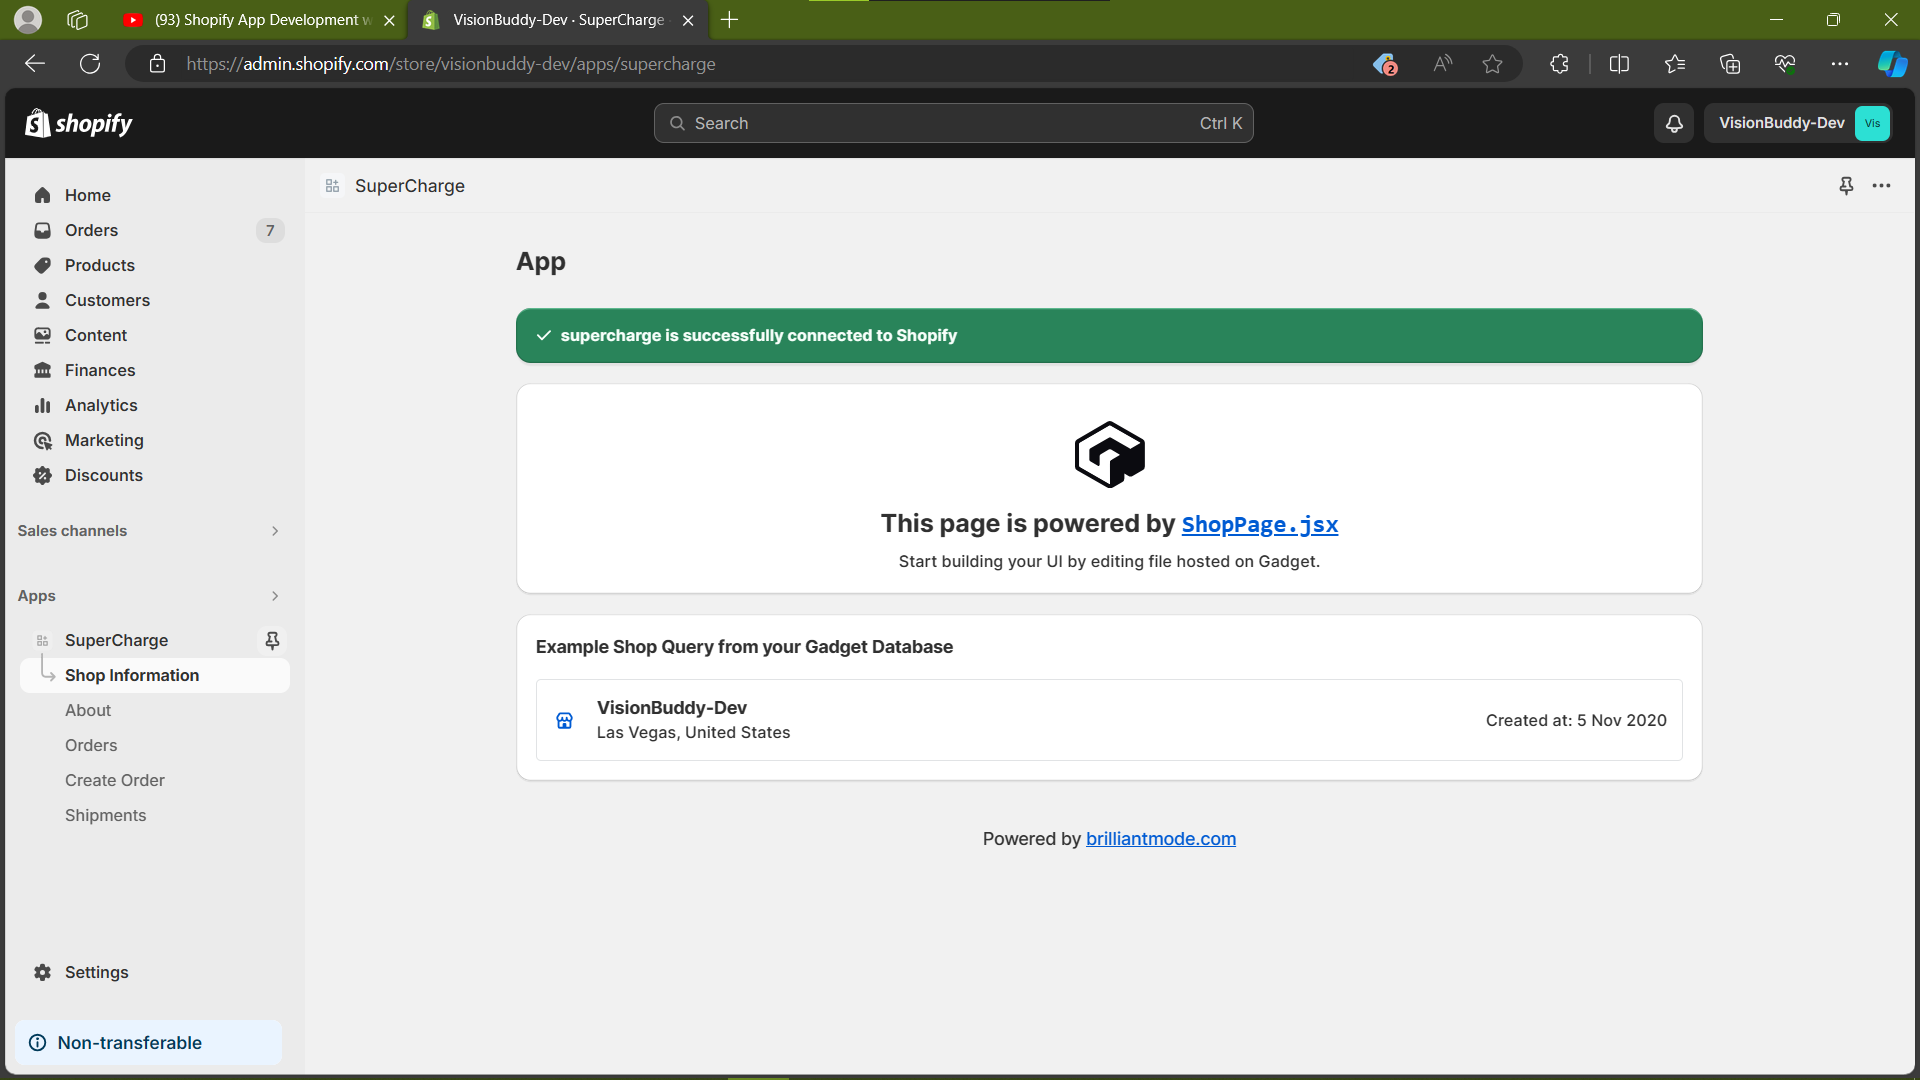 (93) Shopify App Development w
VisionBuddy-Dev · SuperCharge
https://admin.shopify.com/store/visionbuddy-dev/apps/supercharge
2
shopify
Search
Ctrl K
VisionBuddy-Dev
Vis
Home
Orders
7
Products
Customers
Content
Finances
Analytics
Marketing
Discounts
Sales channels
Apps
SuperCharge
Shop Information
About
Orders
Create Order
Shipments
Settings
Non-transferable
SuperCharge
App
supercharge is successfully connected to Shopify
This page is powered by ShopPage.jsx
Start building your UI by editing file hosted on Gadget.
Example Shop Query from your Gadget Database
VisionBuddy-Dev
Las Vegas, United States
Created at: 5 Nov 2020
Powered by brilliantmode.com